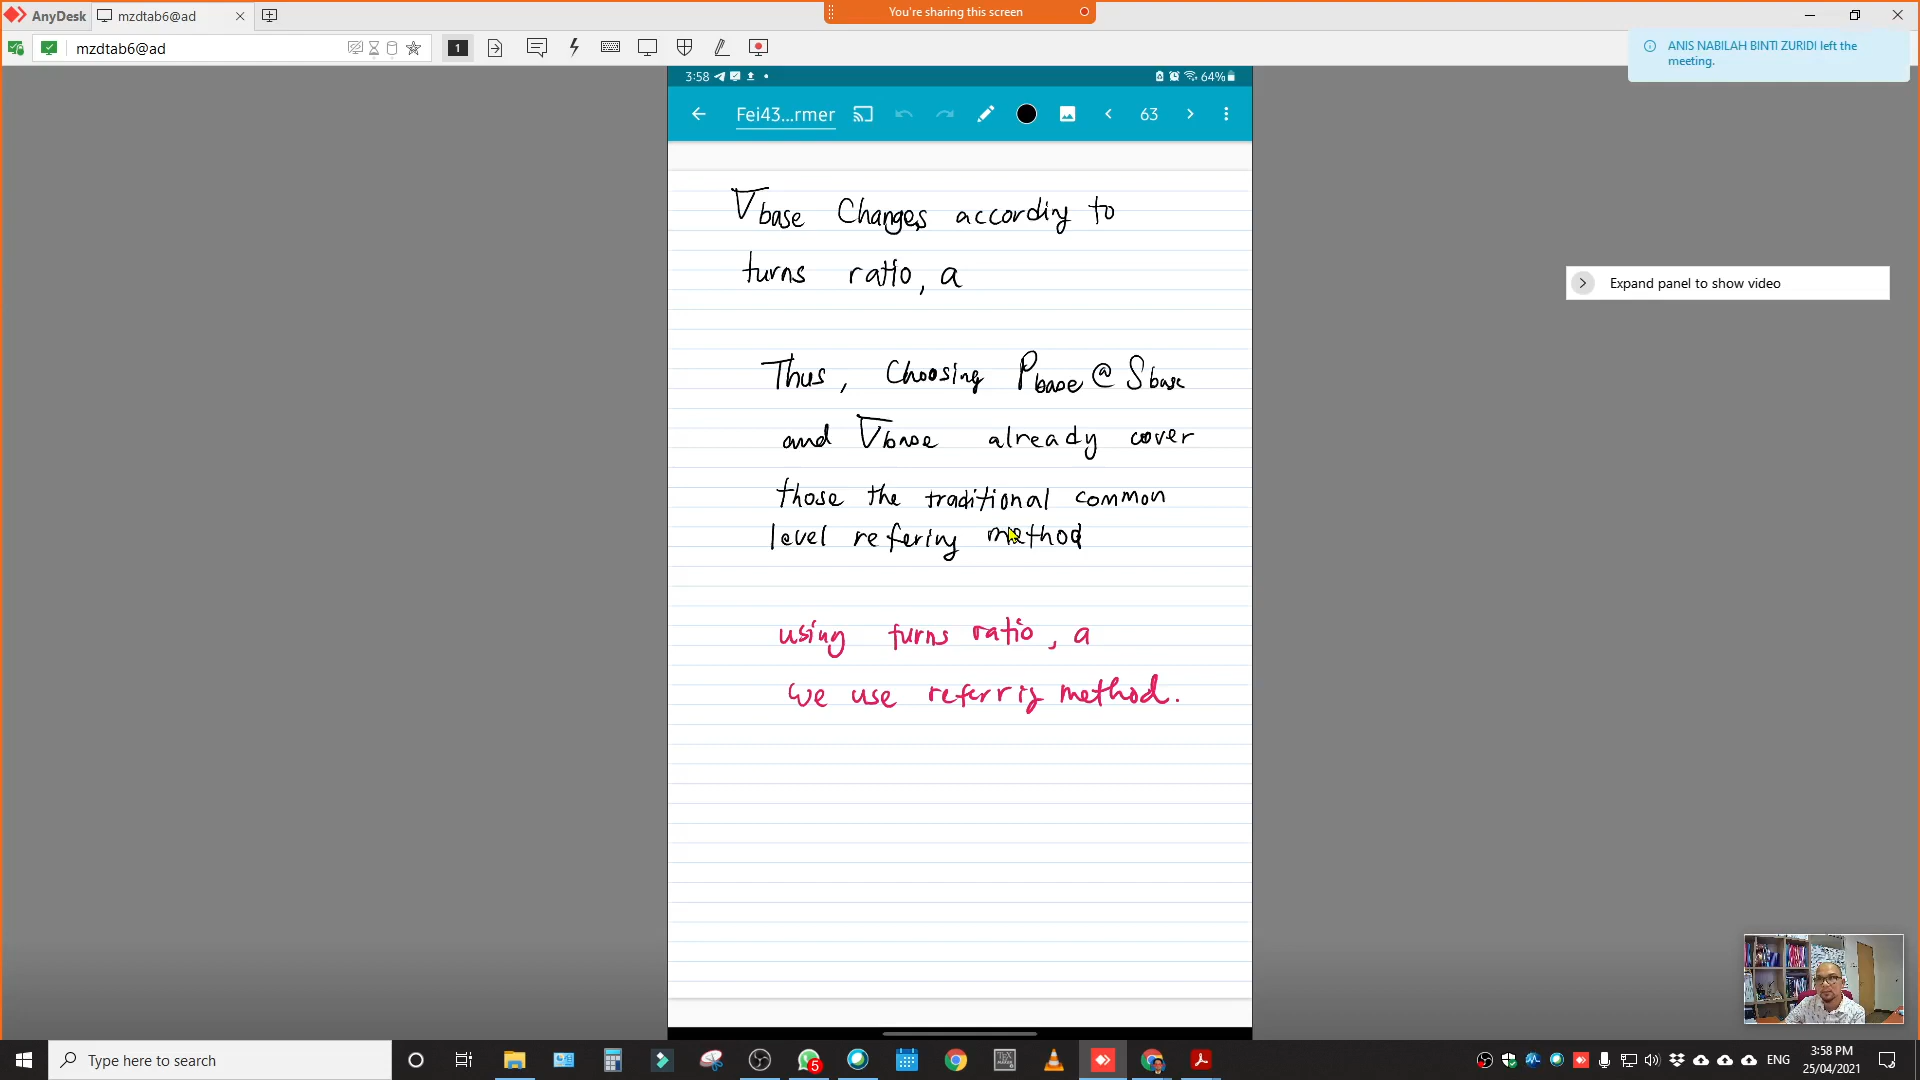 AnyDesk
mzdtab6@ad
You're sharing this screen
mzdtab6@ad
1
ANIS NABILAH BINTI ZURIDI left the
meeting.
3:58
64%
Fei43...rmer
63
Vbase Changes according to
turns ratio, a
Expand panel to show video
Thus, Choosing Pbase @ Sbase
and Vbase already cover
those the traditional common
level refering method
using turns ratio, a
we use referrig method.
Type here to search
5
ENG
3:58 PM
25/04/2021